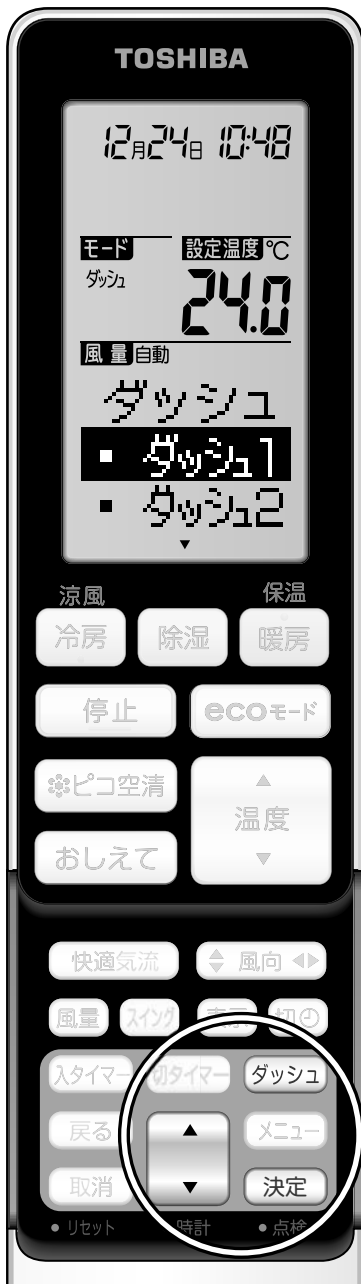 TOSHIBA
12月24日 10:48
モード 設定温度 ℃
ダッシュ 24.0
風量 自動
ダッシュ
▪ ダッシュ1
▪ ダッシュ2
▼
涼風 保温
冷房 除湿 暖房
停止 ecoモード
ピコ空清 ▲
温度
おしえて ▼
快適気流 風向
風量 スイング 表示 切
入タイマー 切タイマー ダッシュ
戻る ▲ メニュー
取消 ▼ 決定
• リセット 時計 • 点検